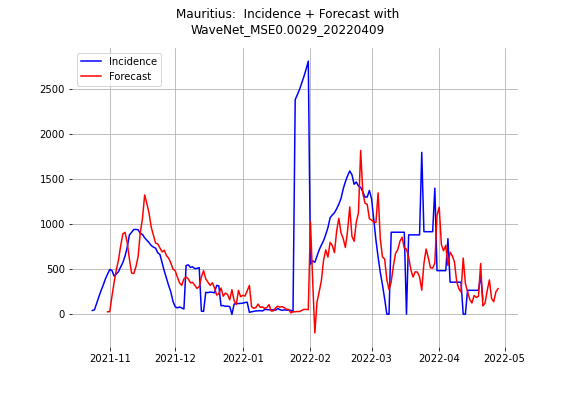 Mauritius:  Incidence + Forecast with
WaveNet_MSE0.0029_20220409
Incidence
Forecast
2500
2000
1500
1000
500
0
2021-11 2021-12 2022-01 2022-02 2022-03 2022-04 2022-05